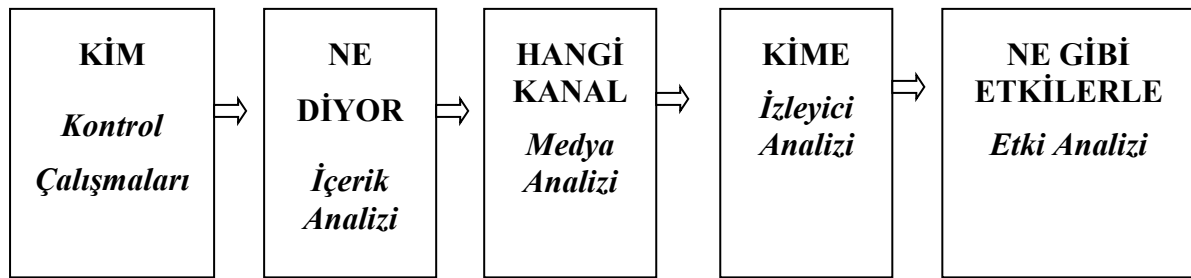 KİM
Kontrol
Çalışmaları
NE
DİYOR
İçerik
Analizi
HANGİ
KANAL
Medya
Analizi
KİME
İzleyici
Analizi
NE GİBİ
ETKİLERLE
Etki Analizi